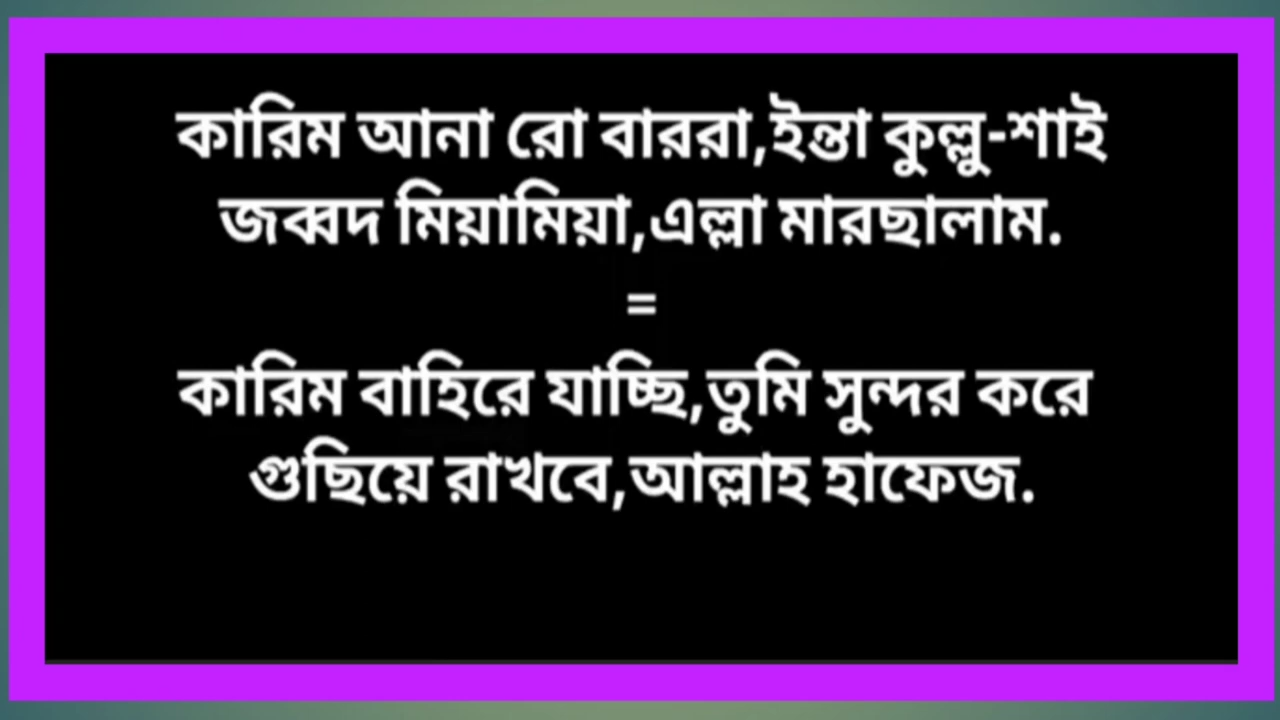 কারিম আনা রো বাররা,ইন্তা কুল্লু-শাই
জব্বদ মিয়ামিয়া,এল্লা মারছালাম.
=
কারিম বাহিরে যাচ্ছি,তুমি সুন্দর করে
গুছিয়ে রাখবে,আল্লাহ হাফেজ.